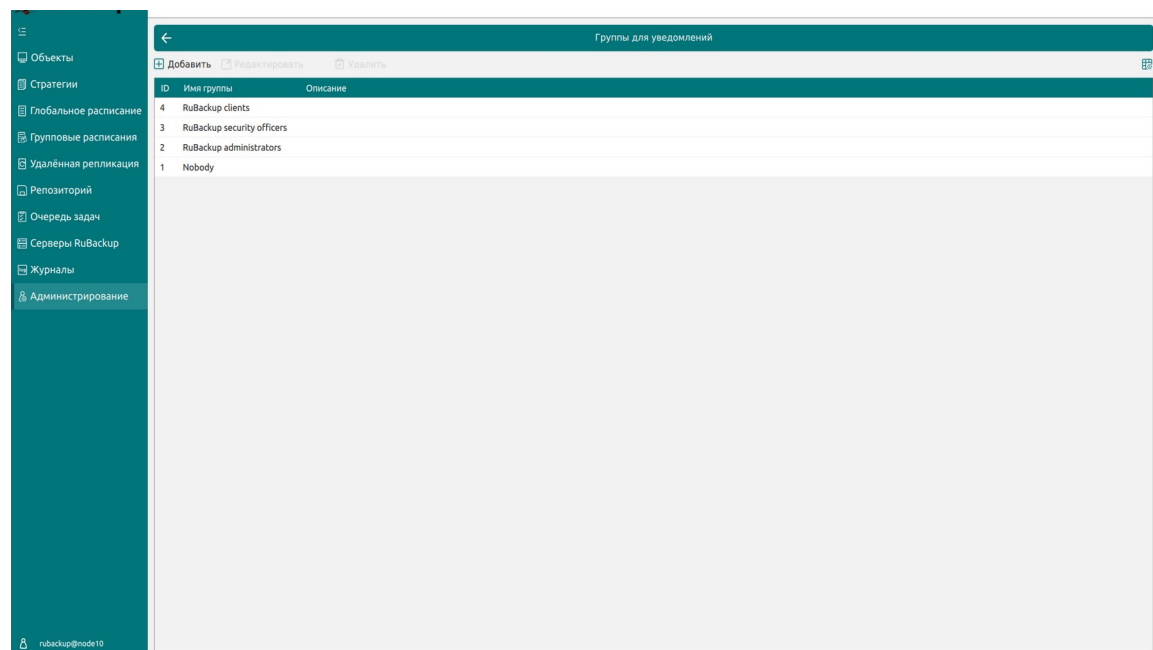 Группы для уведомлений
Объекты
Стратегии
Глобальное расписание
Групповые расписания
Удалённая репликация
Репозиторий
Очередь задач
Серверы RuBackup
Журналы
Администрирование
rubackup@node10
Добавить Редактировать Удалить
ID Имя группы Описание
4 RuBackup clients
3 RuBackup security officers
2 RuBackup administrators
1 Nobody